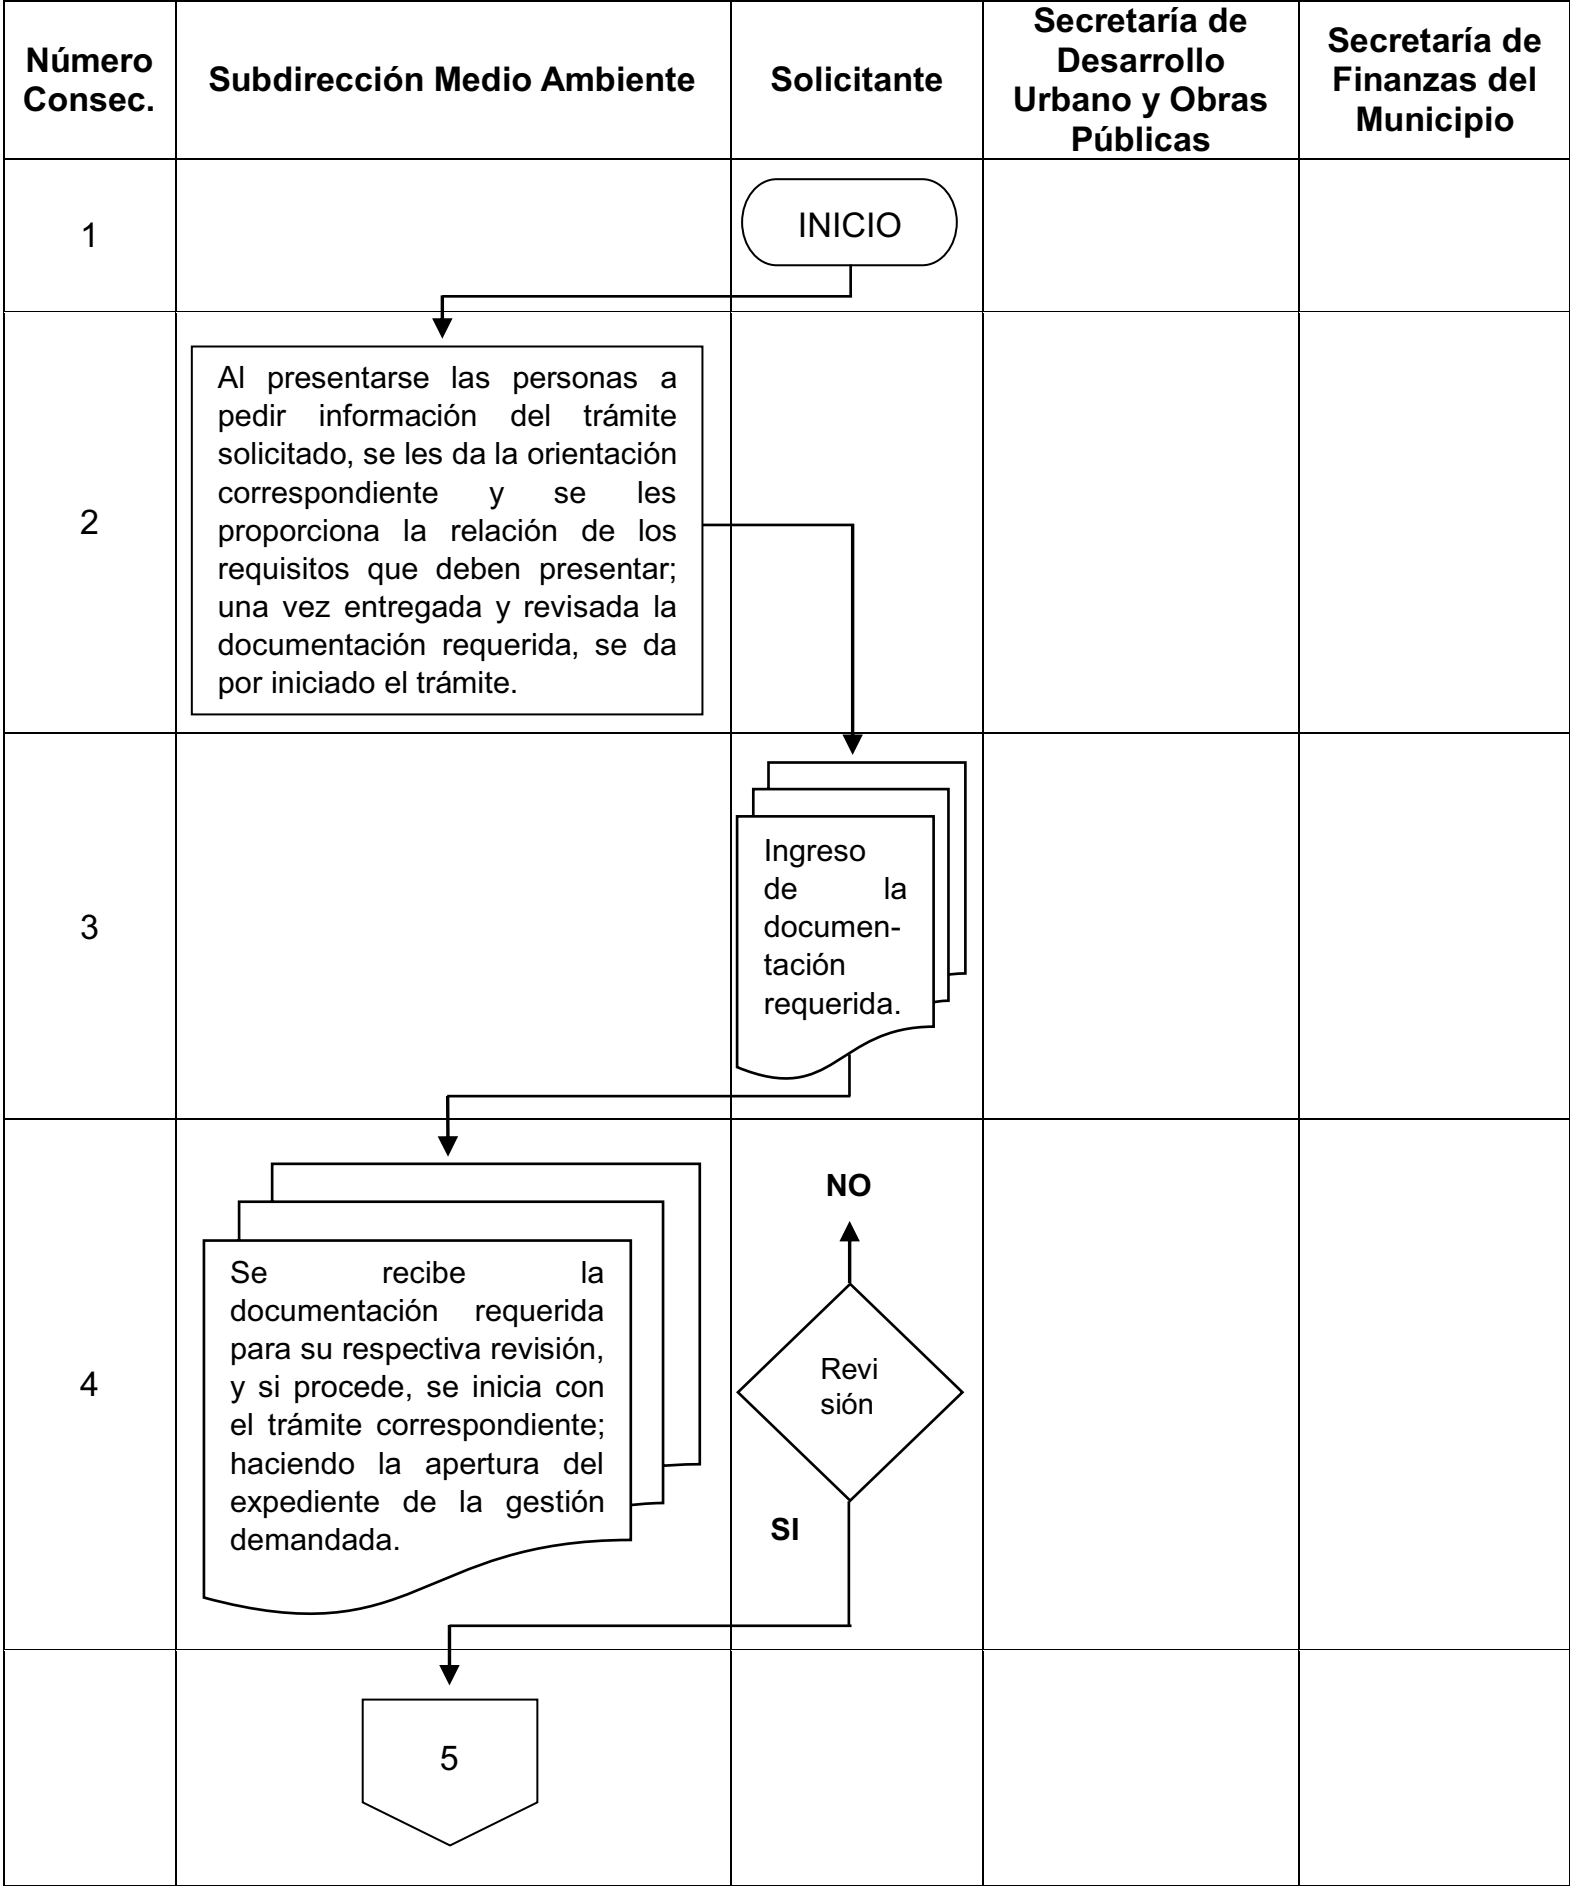 Número
Consec.
Subdirección Medio Ambiente
Solicitante
Secretaría de
Desarrollo
Urbano y Obras
Públicas
Secretaría de
Finanzas del
Municipio
1
INICIO
2
Al presentarse las personas a
pedir información del trámite
solicitado, se les da la orientación
correspondiente y se les
proporciona la relación de los
requisitos que deben presentar;
una vez entregada y revisada la
documentación requerida, se da
por iniciado el trámite.
3
Ingreso
de la
documen-
tación
requerida.
4
Se recibe la
documentación requerida
para su respectiva revisión,
y si procede, se inicia con
el trámite correspondiente;
haciendo la apertura del
expediente de la gestión
demandada.
NO
Revi
sión
SI
5